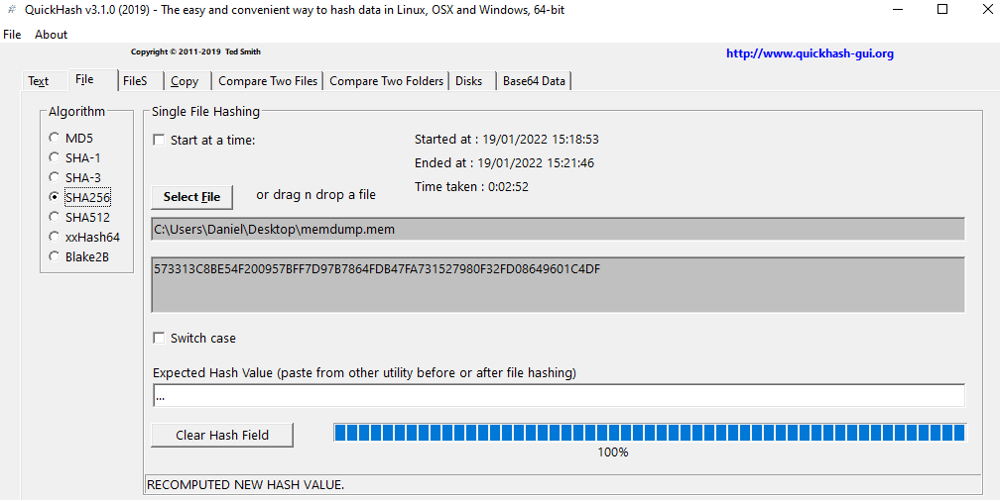 # QuickHash v3.1.0 (2019) - The easy and convenient way to hash data in Linux, OSX and Windows, 64-bit
File About
Copyright © 2011-2019 Ted Smith
http://www.quickhash-gui.org
Text File FileS Copy Compare Two Files Compare Two Folders Disks Base64 Data
Algorithm
MD5
SHA-1
SHA-3
SHA256
SHA512
xxHash64
Blake2B
Single File Hashing
Start at a time:
Started at : 19/01/2022 15:18:53
Ended at : 19/01/2022 15:21:46
Time taken : 0:02:52
Select File or drag n drop a file
C:\Users\Daniel\Desktop\memdump.mem
573313C8BE54F200957BFF7D97B7864FDB47FA731527980F32FD08649601C4DF
Switch case
Expected Hash Value (paste from other utility before or after file hashing)
...
Clear Hash Field
100%
RECOMPUTED NEW HASH VALUE.